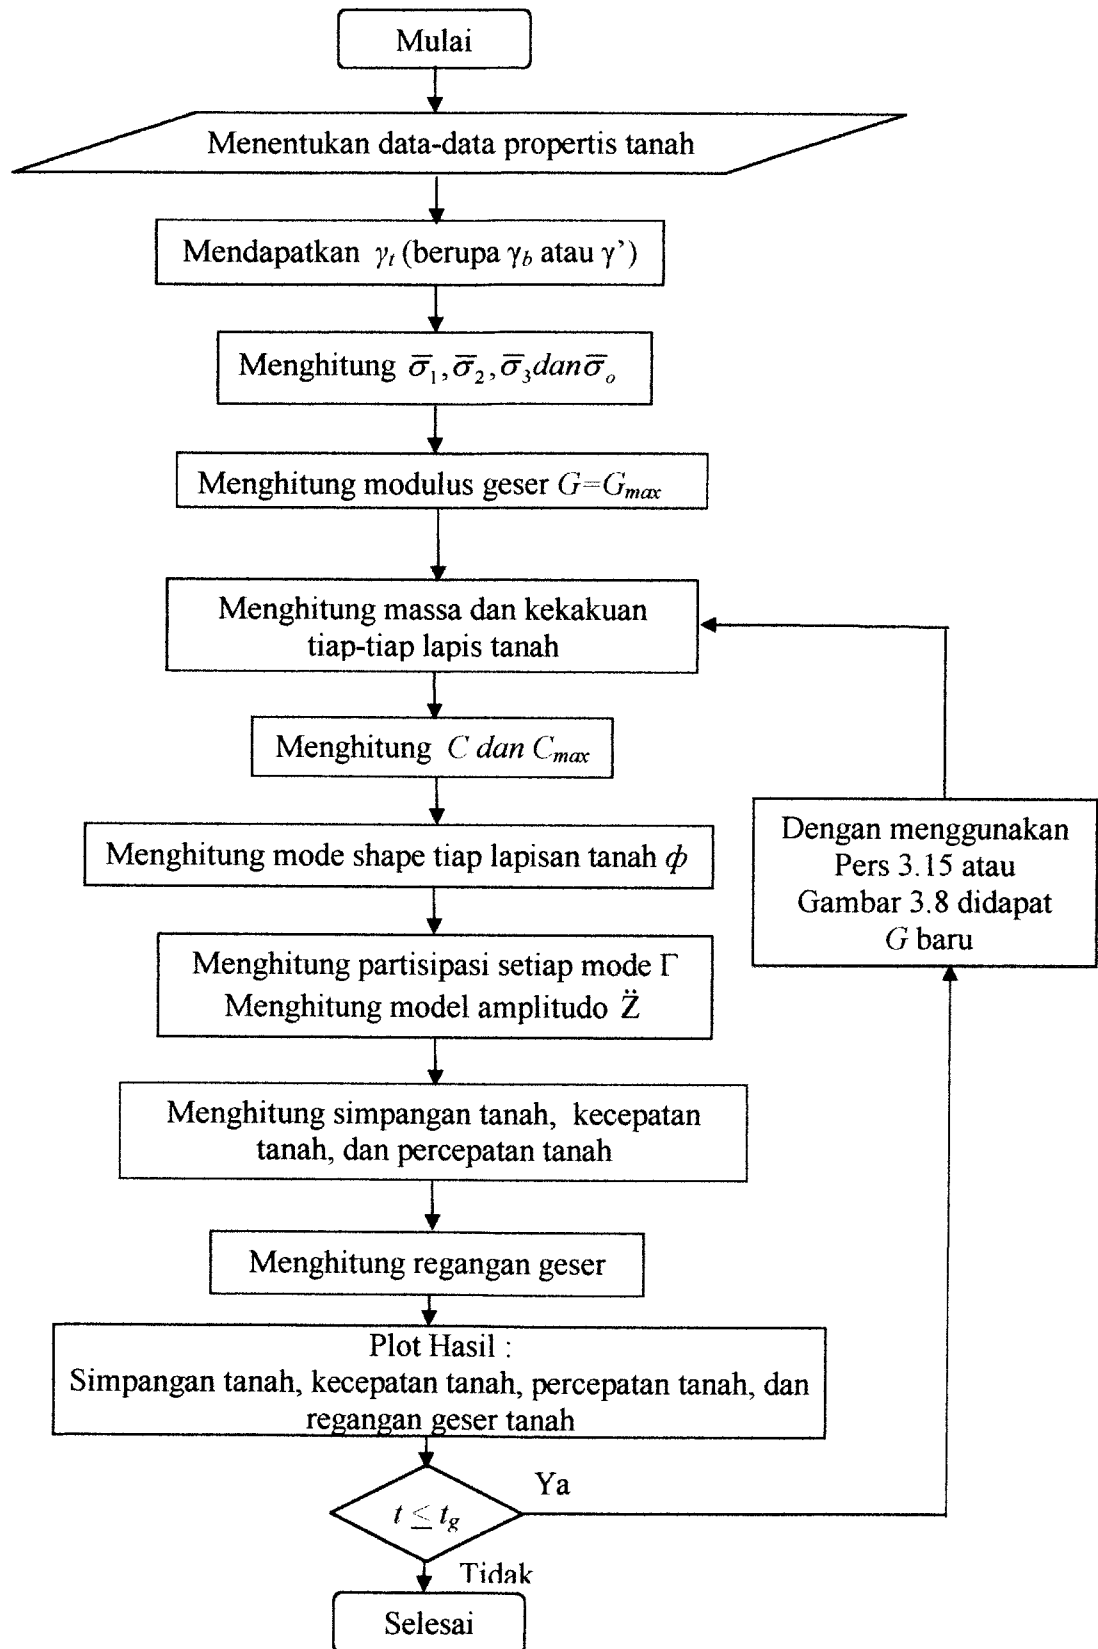 Mulai
Menentukan data-data propertis tanah
Mendapatkan γt (berupa γb atau γ’)
Menghitung σ̅1, σ̅2, σ̅3 dan σ̅o
Menghitung modulus geser G=Gmax
Menghitung massa dan kekakuan
tiap-tiap lapis tanah
Menghitung C dan Cmax
Menghitung mode shape tiap lapisan tanah ϕ
Menghitung partisipasi setiap mode Γ
Menghitung model amplitudo Z̈
Menghitung simpangan tanah, kecepatan
tanah, dan percepatan tanah
Menghitung regangan geser
Plot Hasil :
Simpangan tanah, kecepatan tanah, percepatan tanah, dan
regangan geser tanah
t ≤ tg
Ya
Dengan menggunakan
Pers 3.15 atau
Gambar 3.8 didapat
G baru
Tidak
Selesai